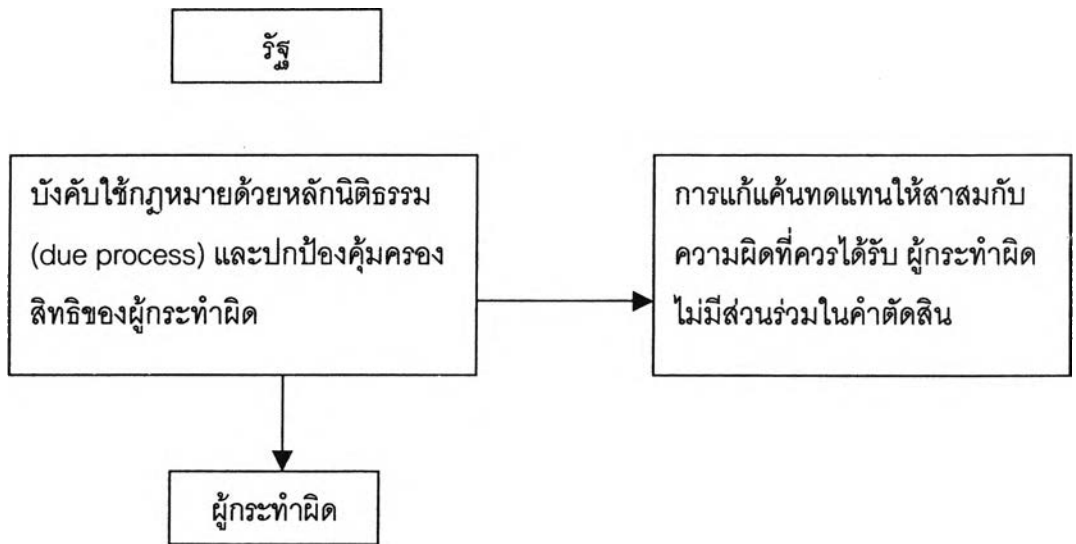 รัฐ
บังคับใช้กฎหมายด้วยหลักนิติธรรม
(due process) และปกป้องคุ้มครอง
สิทธิของผู้กระทำผิด
การแก้แค้นทดแทนให้สาสมกับ
ความผิดที่ควรได้รับ ผู้กระทำผิด
ไม่มีส่วนร่วมในคำตัดสิน
ผู้กระทำผิด